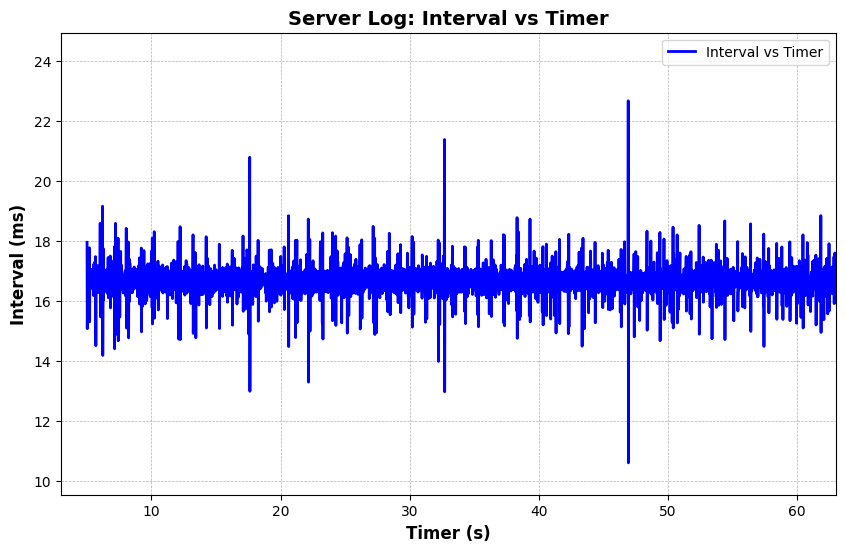 Server Log: Interval vs Timer
Interval vs Timer
24
22
20
18
16
14
12
10
Interval (ms)
10 20 30 40 50 60
Timer (s)